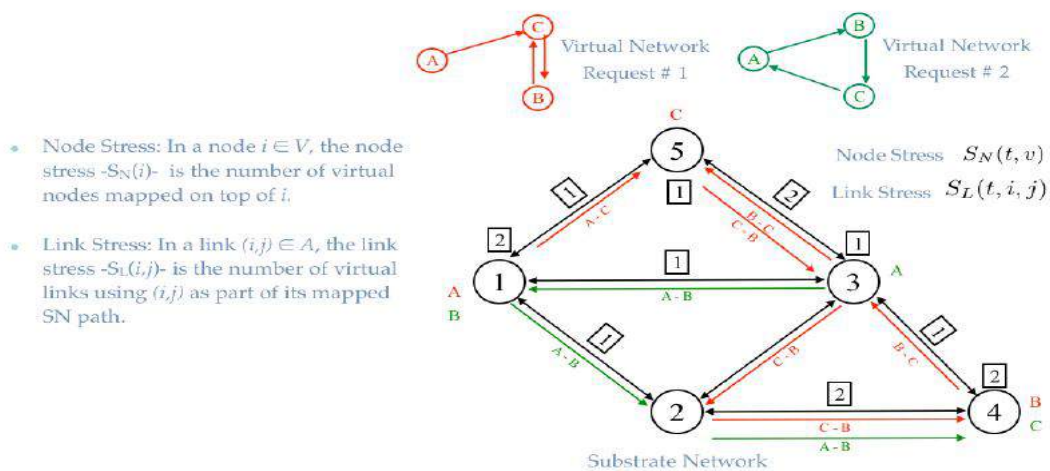 C
A
B
Virtual Network
Request # 1
B
A
C
Virtual Network
Request # 2
• Node Stress: In a node i ∈ V, the node
stress -S_N(i)- is the number of virtual
nodes mapped on top of i.
• Link Stress: In a link (i,j) ∈ A, the link
stress -S_L(i,j)- is the number of virtual
links using (i,j) as part of its mapped
SN path.
C
5
1
Node Stress S_N(t, v)
Link Stress S_L(t, i, j)
1
A - C
2
B - C
C - B
2
1
A
B
1
A - B
1
3
A
1
A - B
C - B
1
B - C
2
2
C - B
A - B
2
4
B
C
Substrate Network